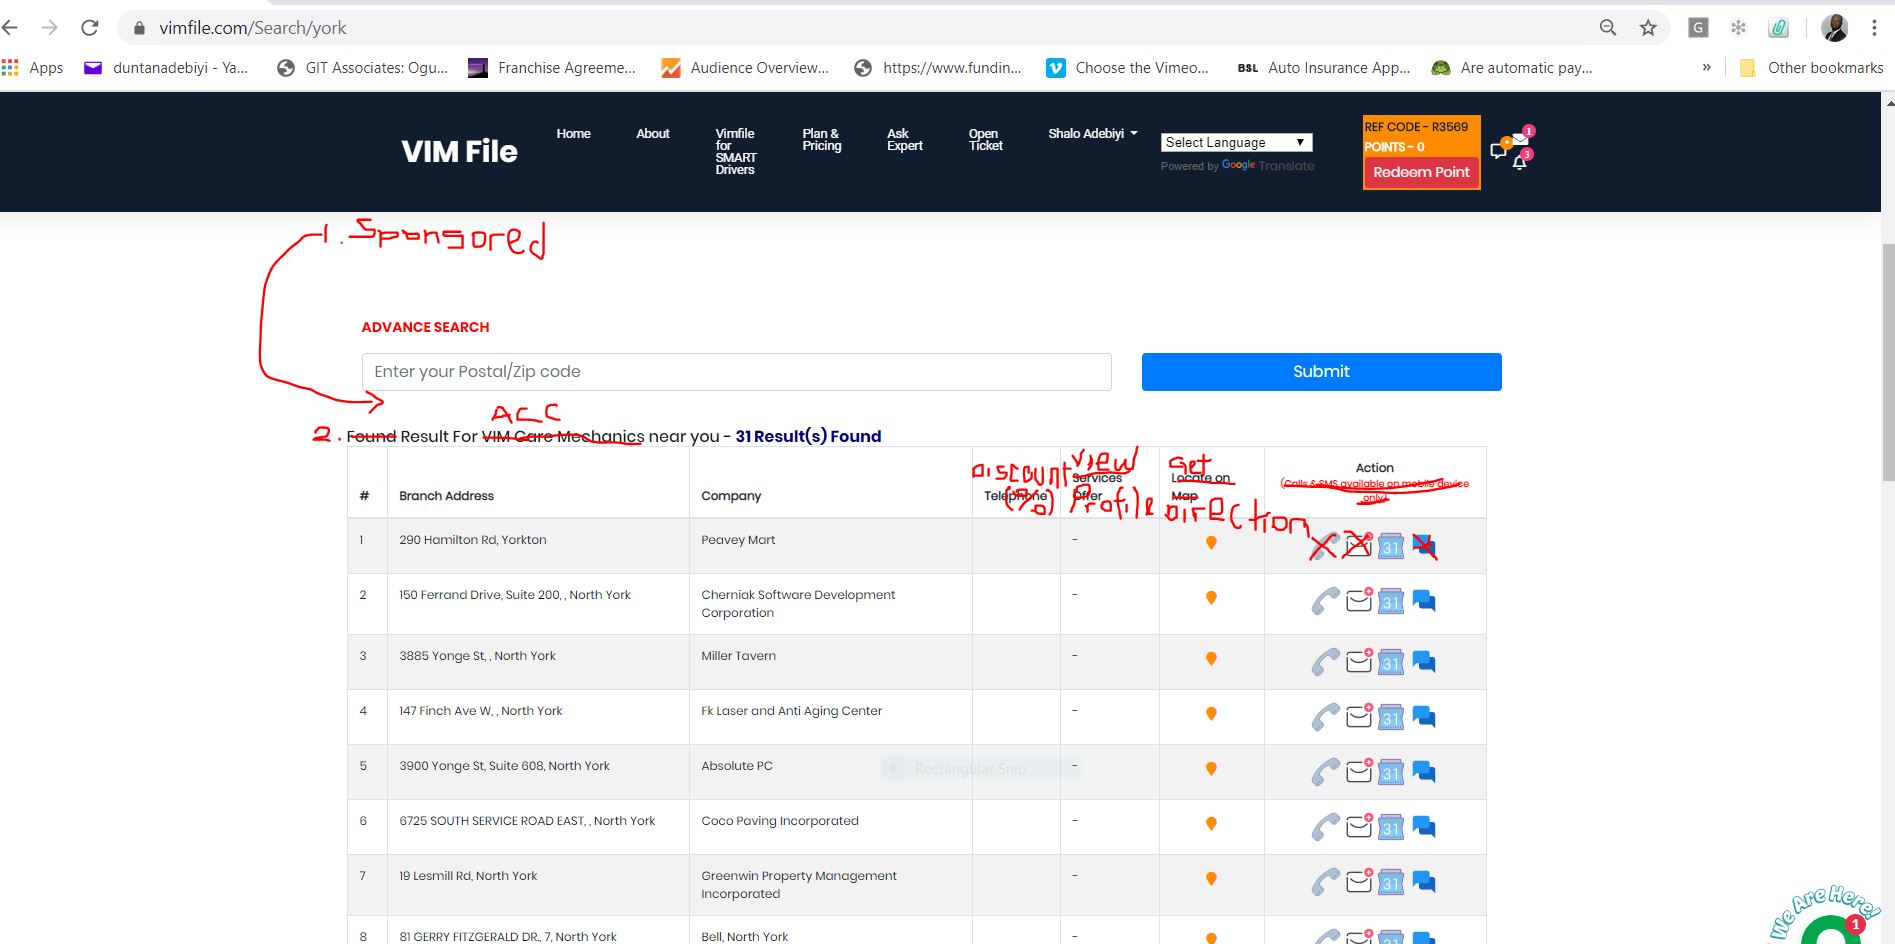 vimfile.com/Search/york
G
Apps
duntanadebiyi - Ya...
GIT Associates: Ogu...
Franchise Agreeme...
Audience Overview...
https://www.fundin...
Choose the Vimeo...
BSL Auto Insurance App...
Are automatic pay...
»
Other bookmarks
VIM File
Home
About
Vimfile
for
SMART
Drivers
Plan &
Pricing
Ask
Expert
Open
Ticket
Shalo Adebiyi
Select Language
Powered by Google Translate
REF CODE - R3569
POINTS - 0
Redeem Point
1
3
1. Sponsored
ADVANCE SEARCH
Enter your Postal/Zip code
Submit
ACC
2. Found Result For VIM Care Mechanics near you - 31 Result(s) Found
# Branch Address Company Telephone Services Offer Locate on Map Action
(Calls & SMS available on mobile device only)
Discount (%)
View Profile
Get Direction
1 290 Hamilton Rd, Yorkton Peavey Mart - 31
2 150 Ferrand Drive, Suite 200, , North York Cherniak Software Development Corporation - 31
3 3885 Yonge St, , North York Miller Tavern - 31
4 147 Finch Ave W, , North York Fk Laser and Anti Aging Center - 31
5 3900 Yonge St, Suite 608, North York Absolute PC - 31
Rectangular Snip
6 6725 SOUTH SERVICE ROAD EAST, , North York Coco Paving Incorporated - 31
7 19 Lesmill Rd, North York Greenwin Property Management Incorporated - 31
8 81 GERRY FITZGERALD DR., 7, North York Bell, North York
We Are Here!
1